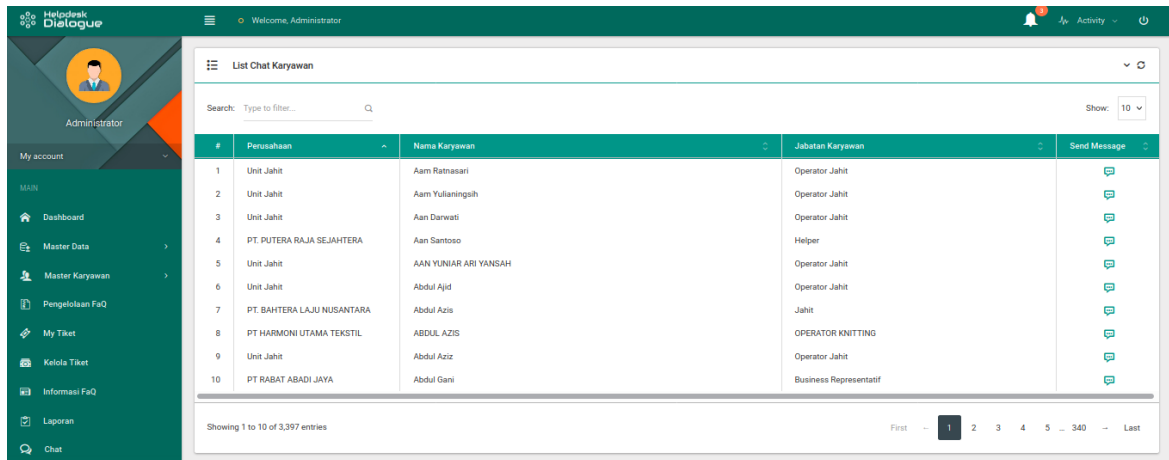 Helpdesk
Dialogue
Welcome, Administrator
3
Activity
Administrator
My account
MAIN
Dashboard
Master Data
Master Karyawan
Pengelolaan FaQ
My Tiket
Kelola Tiket
Informasi FaQ
Laporan
Chat
List Chat Karyawan
Search: Type to filter...
Show: 10
# Perusahaan Nama Karyawan Jabatan Karyawan Send Message
1 Unit Jahit Aam Ratnasari Operator Jahit
2 Unit Jahit Aam Yulianingsih Operator Jahit
3 Unit Jahit Aan Darwati Operator Jahit
4 PT. PUTERA RAJA SEJAHTERA Aan Santoso Helper
5 Unit Jahit AAN YUNIAR ARI YANSAH Operator Jahit
6 Unit Jahit Abdul Ajid Operator Jahit
7 PT. BAHTERA LAJU NUSANTARA Abdul Azis Jahit
8 PT HARMONI UTAMA TEKSTIL ABDUL AZIS OPERATOR KNITTING
9 Unit Jahit Abdul Aziz Operator Jahit
10 PT RABAT ABADI JAYA Abdul Gani Business Representatif
Showing 1 to 10 of 3,397 entries
First ← 1 2 3 4 5 … 340 → Last